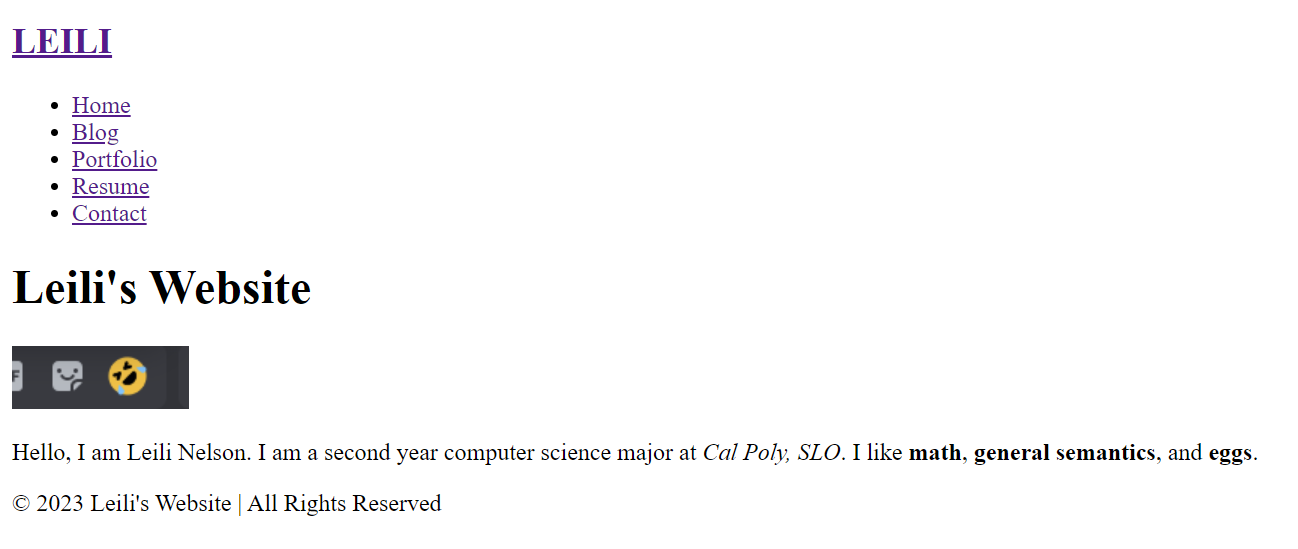 LEILI
Home
Blog
Portfolio
Resume
Contact
Leili's Website
Hello, I am Leili Nelson. I am a second year computer science major at Cal Poly, SLO. I like math, general semantics, and eggs.
© 2023 Leili's Website | All Rights Reserved